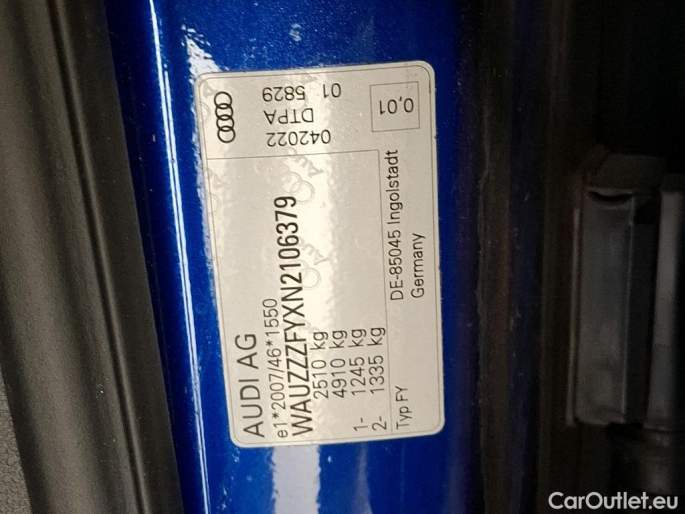 AUDI AG
e1*2007/46*1550
WAUZZZFYXN2106379
2510 kg
4910 kg
1- 1245 kg
2- 1335 kg
Typ FY
DE-85045 Ingolstadt
Germany
042022
DTPA
01 5829
0,01
CarOutlet.eu